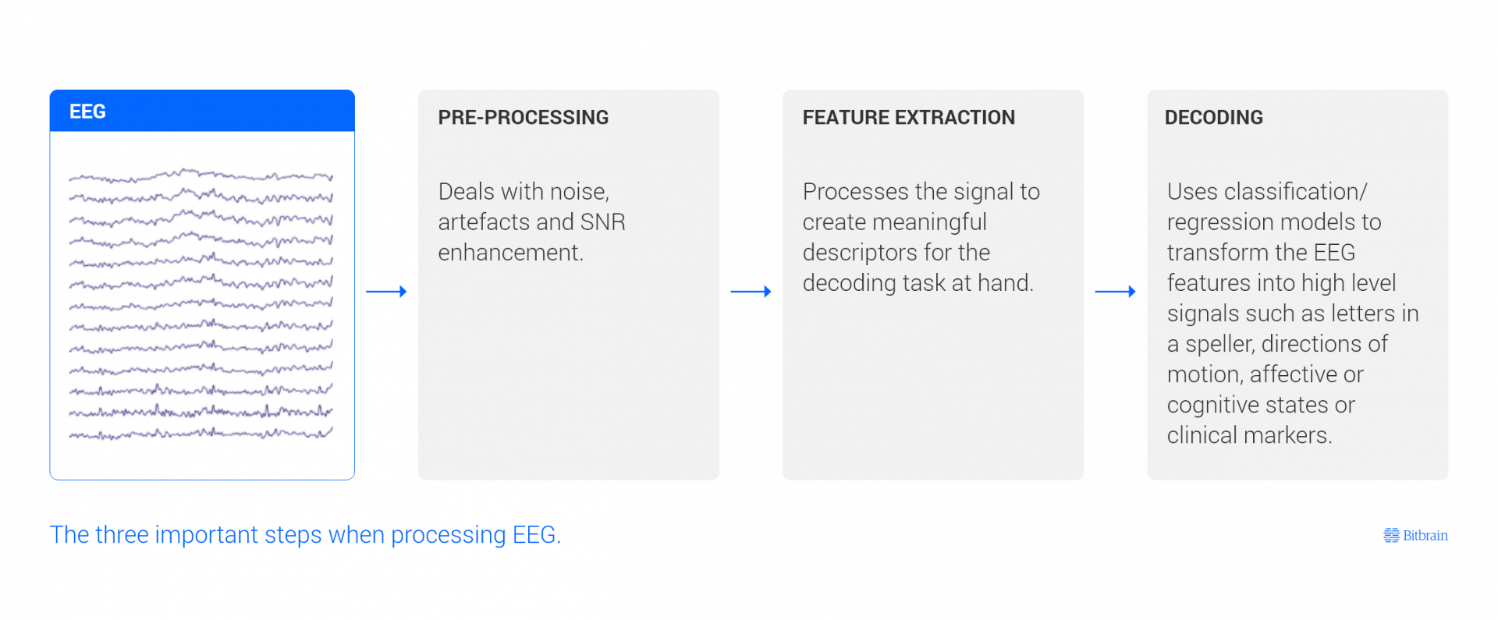 EEG
PRE-PROCESSING
Deals with noise,
artefacts and SNR
enhancement.
FEATURE EXTRACTION
Processes the signal to
create meaningful
descriptors for the
decoding task at hand.
DECODING
Uses classification/
regression models to
transform the EEG
features into high level
signals such as letters in
a speller, directions of
motion, affective or
cognitive states or
clinical markers.
The three important steps when processing EEG.
Bitbrain